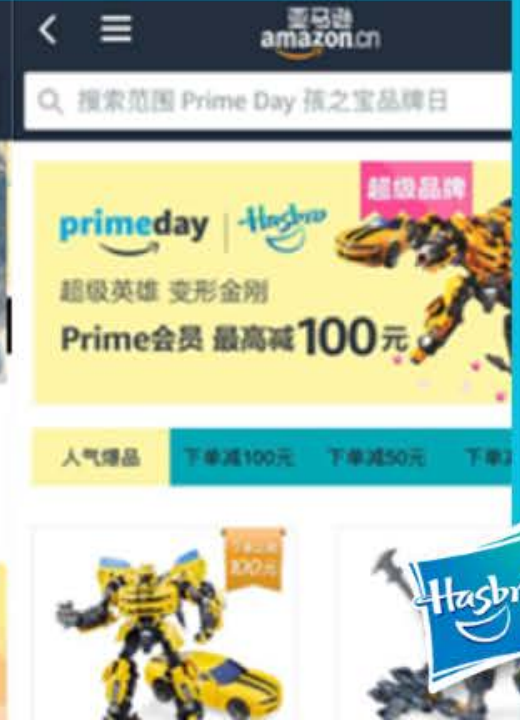 亚马逊
amazon.cn
搜索范围 Prime Day 孩之宝品牌日
超级品牌
primeday | Hasbro
超级英雄 变形金刚
Prime会员 最高减100元
人气爆品 下单减100元 下单减50元 下单
100元
Hasbro